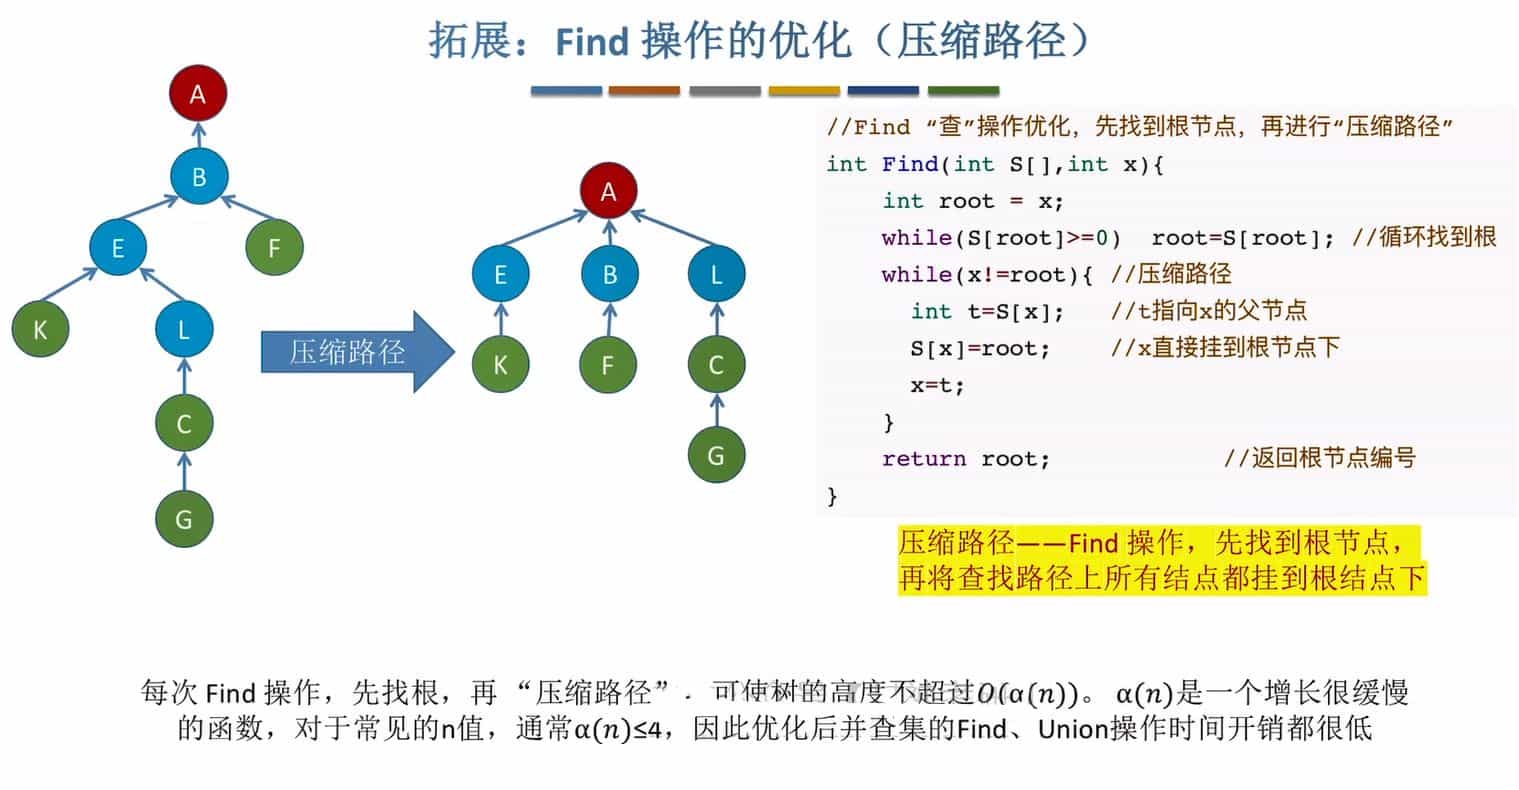 拓展：Find 操作的优化（压缩路径）
A
B
E
F
K
L
C
G
压缩路径
A
E
B
L
K
F
C
G
//Find “查”操作优化，先找到根节点，再进行“压缩路径”
int Find(int S[],int x){
int root = x;
while(S[root]>=0) root=S[root]; //循环找到根
while(x!=root){ //压缩路径
int t=S[x]; //t指向x的父节点
S[x]=root; //x直接挂到根节点下
x=t;
}
return root; //返回根节点编号
}
压缩路径——Find 操作，先找到根节点，
再将查找路径上所有结点都挂到根结点下
每次 Find 操作，先找根，再 “压缩路径”，可使树的高度不超过O(α(n))。α(n)是一个增长很缓慢
的函数，对于常见的n值，通常α(n)≤4，因此优化后并查集的Find、Union操作时间开销都很低